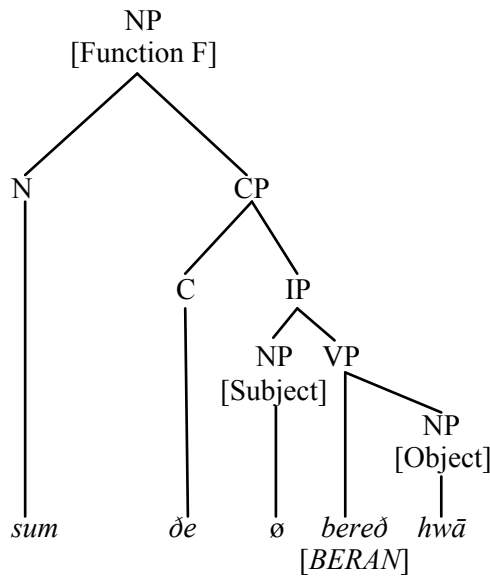 NP
[Function F]
N CP
C IP
NP VP
[Subject]
NP
[Object]
sum ðe ø bereð hwā
[BERAN]